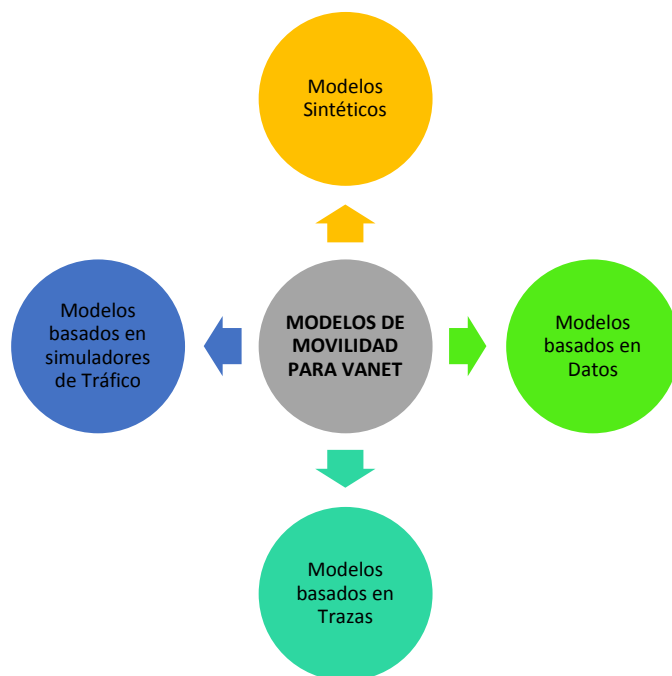 Modelos
Sintéticos
Modelos
basados en
simuladores
de Tráfico
MODELOS DE
MOVILIDAD
PARA VANET
Modelos
basados en
Datos
Modelos
basados en
Trazas